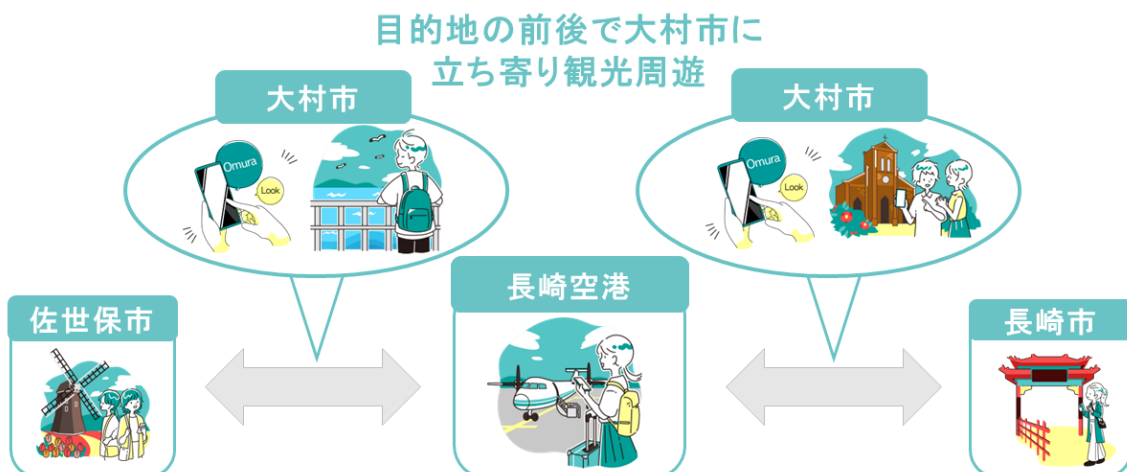 目的地の前後で大村市に
立ち寄り観光周遊
大村市
Omura
Look
大村市
Omura
Look
佐世保市
長崎空港
長崎市